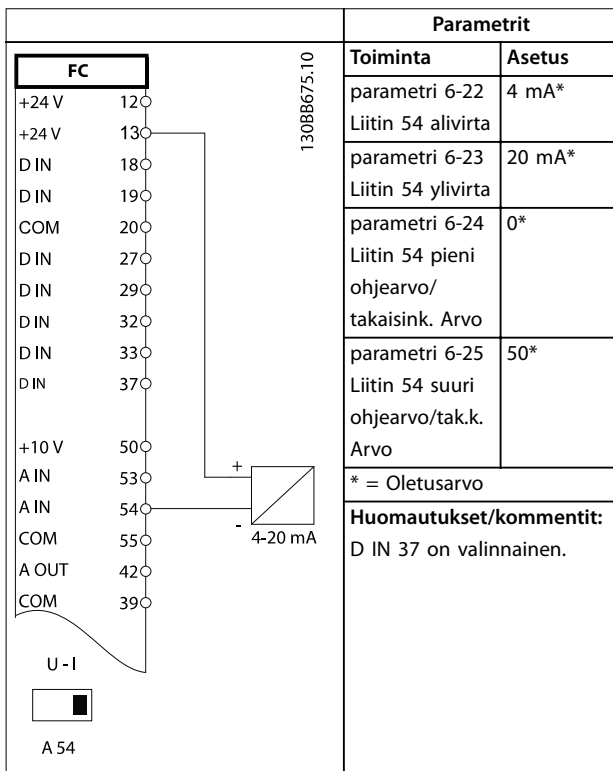 FC
+24 V 12
+24 V 13
D IN 18
D IN 19
COM 20
D IN 27
D IN 29
D IN 32
D IN 33
D IN 37
+10 V 50
A IN 53
A IN 54
COM 55
A OUT 42
COM 39
U - I
A 54
130BB675.10
+
-
4-20 mA
Parametrit
Toiminta Asetus
parametri 6-22 4 mA*
Liitin 54 alivirta
parametri 6-23 20 mA*
Liitin 54 ylivirta
parametri 6-24 0*
Liitin 54 pieni
ohjearvo/
takaisink. Arvo
parametri 6-25 50*
Liitin 54 suuri
ohjearvo/tak.k.
Arvo
* = Oletusarvo
Huomautukset/kommentit:
D IN 37 on valinnainen.